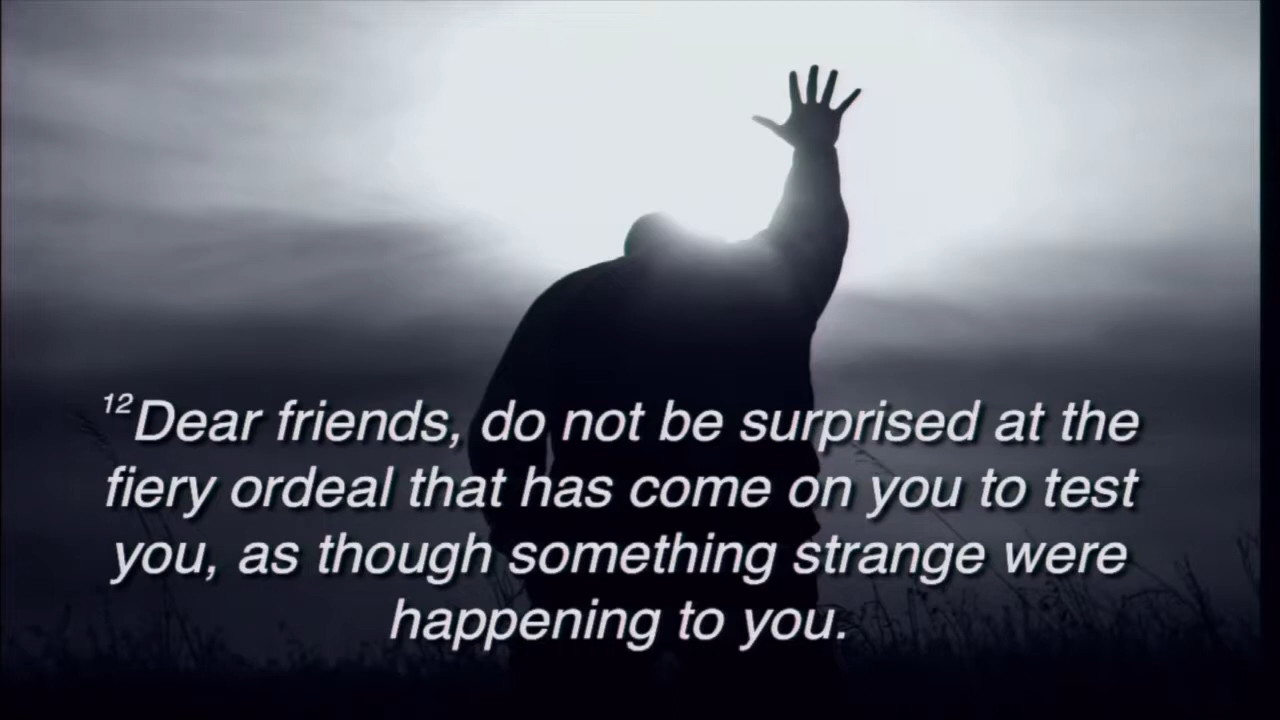 12Dear friends, do not be surprised at the
fiery ordeal that has come on you to test
you, as though something strange were
happening to you.